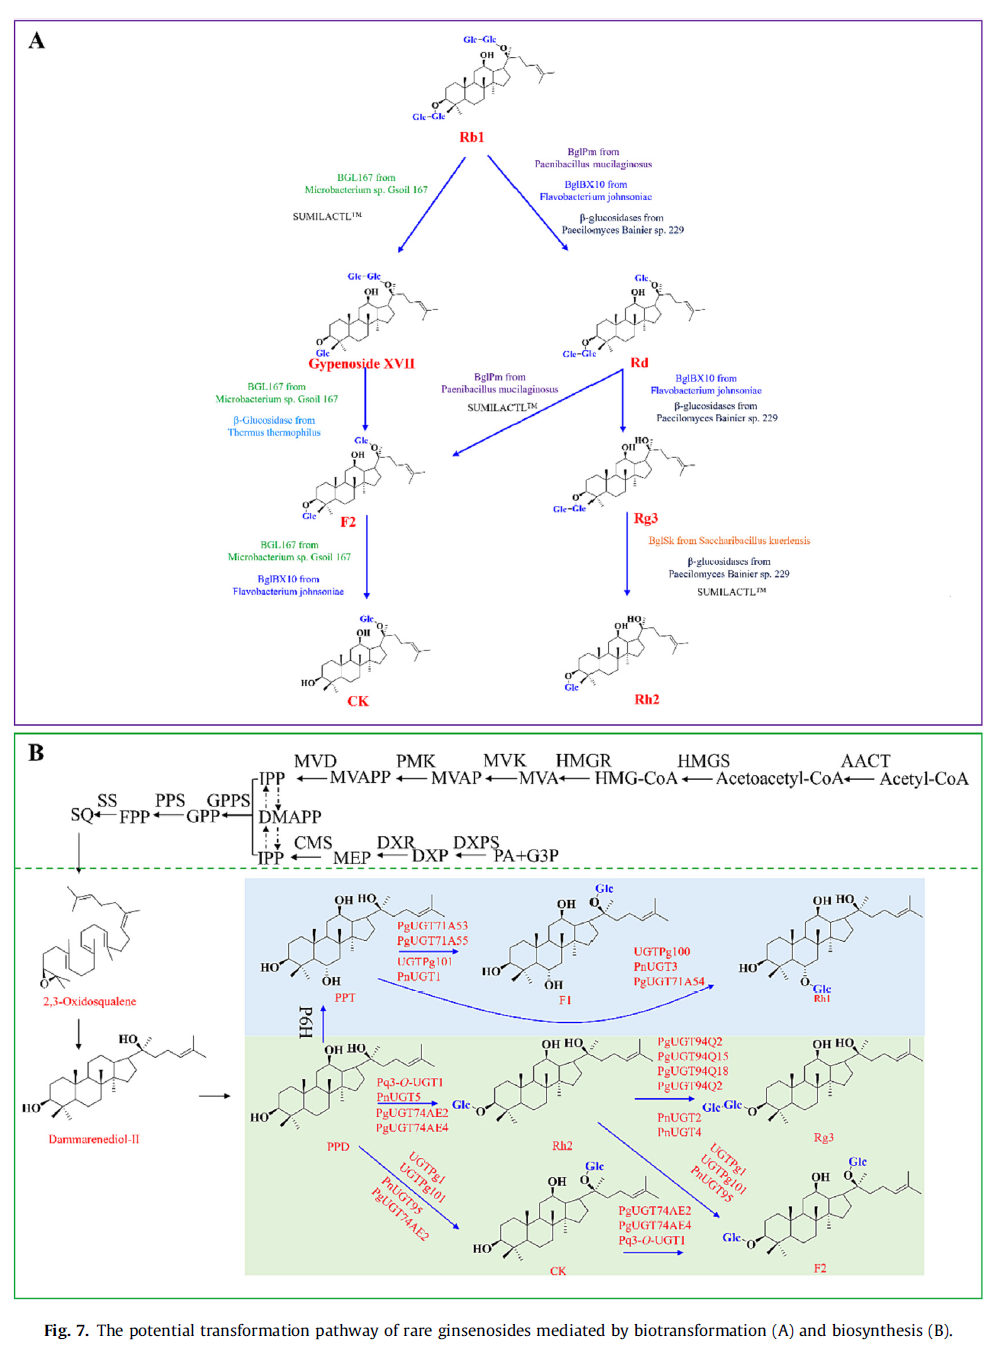 A
Glc-Glc
O
OH
O
Glc-Glc
Rb1
BGL167 from
Microbacterium sp. Gsoil 167
SUMILACTL™
BglPm from
Paenibacillus mucilaginosus
BglBX10 from
Flavobacterium johnsoniae
β-glucosidases from
Paecilomyces Bainier sp. 229
Glc-Glc
O
OH
O
Glc
Gypenoside XVII
Glc
O
OH
O
Glc-Glc
Rd
BGL167 from
Microbacterium sp. Gsoil 167
β-Glucosidase from
Thermus thermophilus
BglPm from
Paenibacillus mucilaginosus
SUMILACTL™
BglBX10 from
Flavobacterium johnsoniae
β-glucosidases from
Paecilomyces Bainier sp. 229
Glc
O
OH
O
Glc
F2
HO
OH
O
Glc-Glc
Rg3
BGL167 from
Microbacterium sp. Gsoil 167
BglBX10 from
Flavobacterium johnsoniae
BglSk from Saccharibacillus kuerlensis
β-glucosidases from
Paecilomyces Bainier sp. 229
SUMILACTL™
Glc
O
OH
HO
CK
HO
OH
O
Glc
Rh2
B
MVD PMK MVK HMGR HMGS AACT
IPP MVAPP MVAP MVA HMG-CoA Acetoacetyl-CoA Acetyl-CoA
SS PPS GPPS
SQ FPP GPP DMAPP
CMS DXR DXPS
IPP MEP DXP PA+G3P
O
2,3-Oxidosqualene
HO
HO
Dammarenediol-II
OH HO
HO
OH
PPT
PgUGT71A53
PgUGT71A55
UGTPg101
PnUGT1
Glc
O
OH
HO
OH
F1
UGTPg100
PnUGT3
PgUGT71A54
OH HO
HO
O
Glc
Rh1
P6H
OH HO
HO
PPD
Pq3-O-UGT1
PnUGT5
PgUGT74AE2
PgUGT74AE4
OH HO
Glc
O
Rh2
PgUGT94Q2
PgUGT94Q15
PgUGT94Q18
PgUGT94Q2
PnUGT2
PnUGT4
OH HO
Glc-Glc
O
Rg3
UGTPg1
UGTPg101
PnUGT95
PgUGT74AE2
Glc
O
OH
HO
CK
PgUGT74AE2
PgUGT74AE4
Pq3-O-UGT1
UGTPg1
UGTPg101
PnUGT95
Glc
O
OH
Glc
O
F2
Fig. 7. The potential transformation pathway of rare ginsenosides mediated by biotransformation (A) and biosynthesis (B).